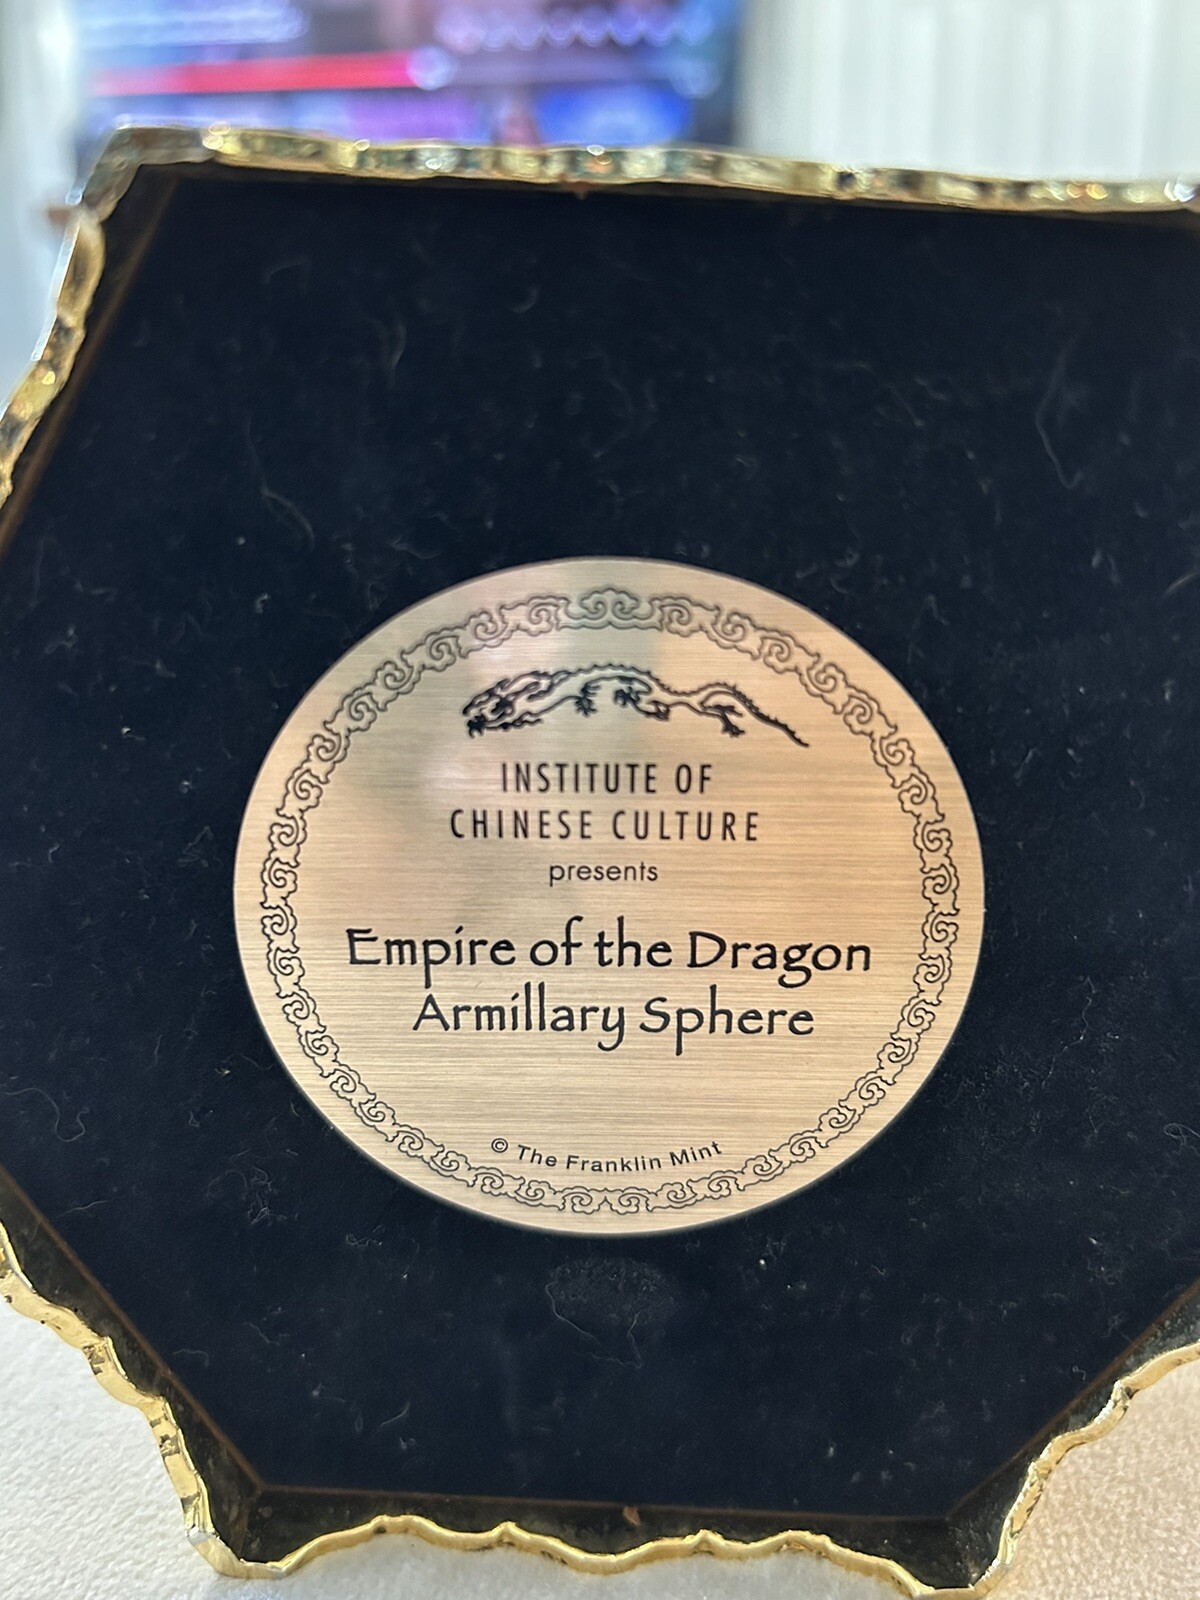 INSTITUTE OF
CHINESE CULTURE
presents
Empire of the Dragon
Armillary Sphere
© The Franklin Mint